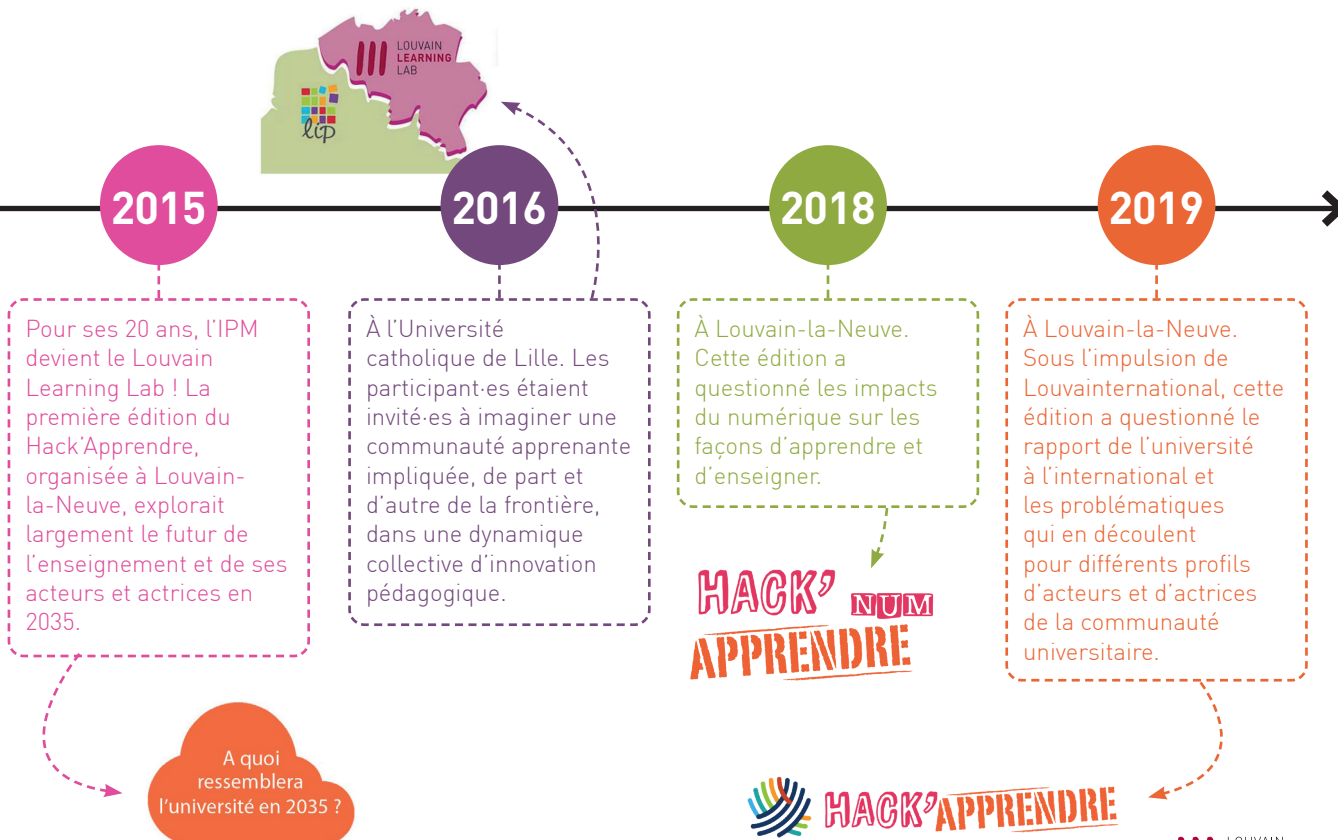 LOUVAIN
LEARNING
LAB
lip
2015
2016
2018
2019
Pour ses 20 ans, l’IPM
devient le Louvain
Learning Lab ! La
première édition du
Hack’Apprendre,
organisée à Louvain-
la-Neuve, explorait
largement le futur de
l’enseignement et de ses
acteurs et actrices en
2035.
À l’Université
catholique de Lille. Les
participant·es étaient
invité·es à imaginer une
communauté apprenante
impliquée, de part et
d’autre de la frontière,
dans une dynamique
collective d’innovation
pédagogique.
À Louvain-la-Neuve.
Cette édition a
questionné les impacts
du numérique sur les
façons d’apprendre et
d’enseigner.
À Louvain-la-Neuve.
Sous l’impulsion de
Louvainternational, cette
édition a questionné le
rapport de l’université
à l’international et
les problématiques
qui en découlent
pour différents profils
d’acteurs et d’actrices
de la communauté
universitaire.
HACK’ NUM
APPRENDRE
A quoi
ressemblera
l’université en 2035 ?
HACK’APPRENDRE
LOUVAIN